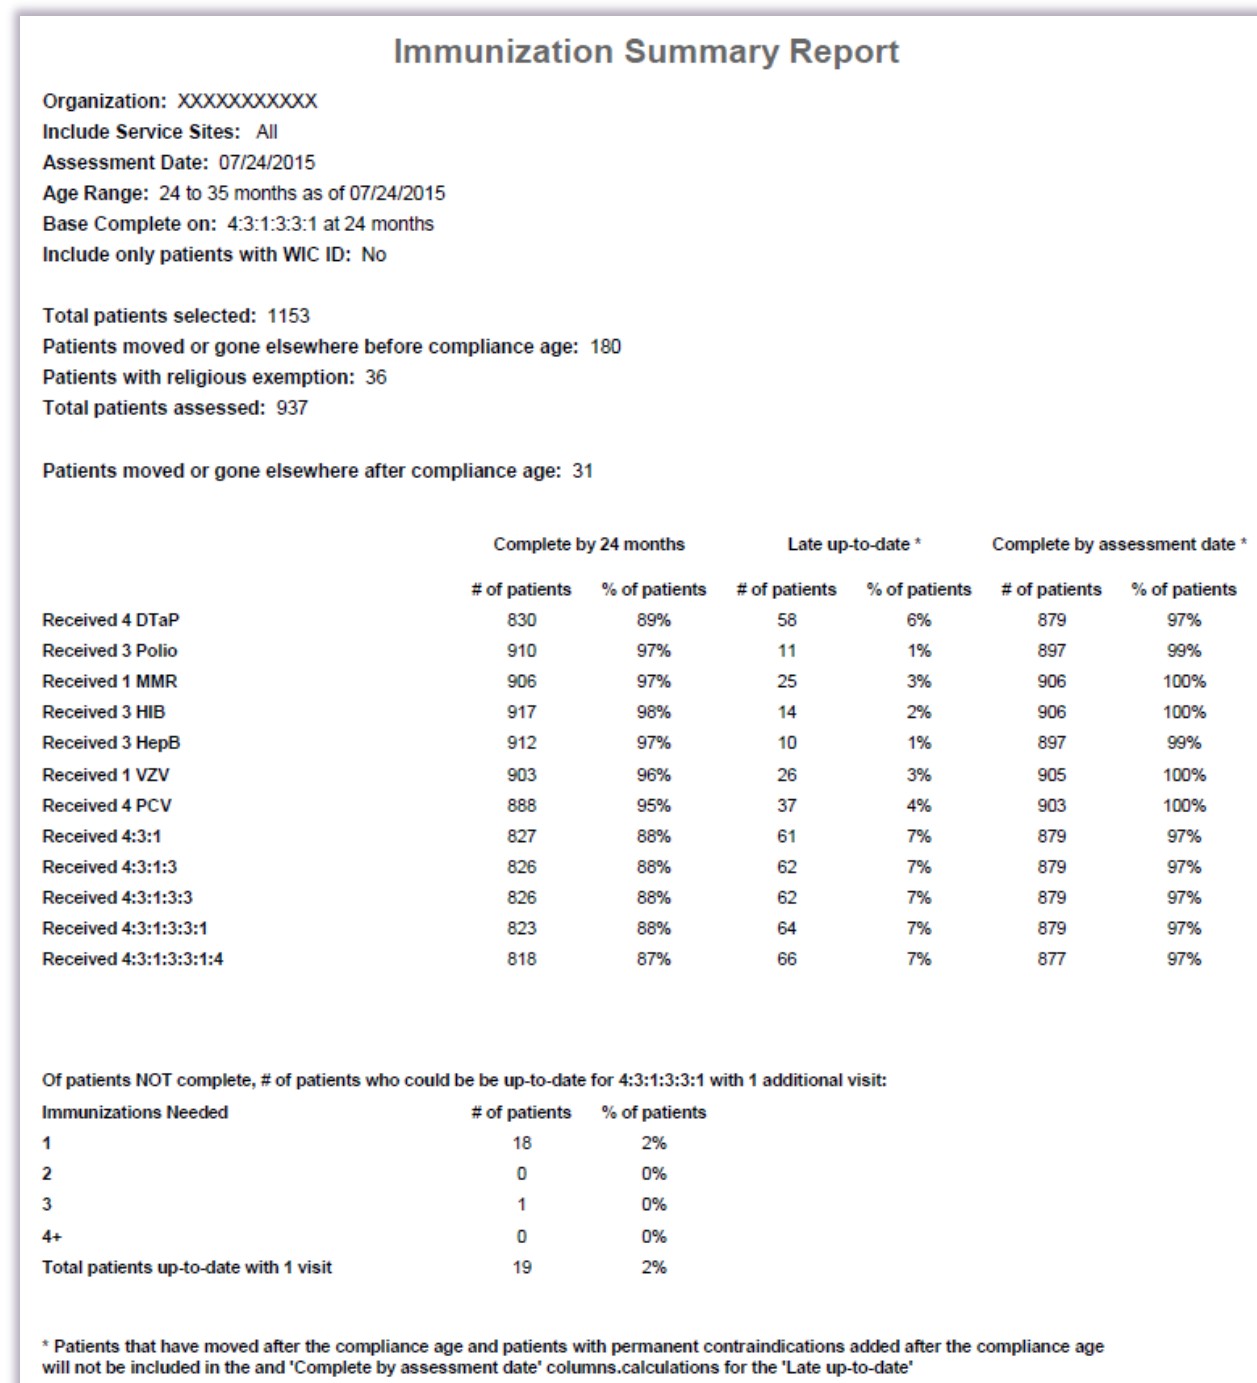 Immunization Summary Report
Organization: XXXXXXXXXXX
Include Service Sites: All
Assessment Date: 07/24/2015
Age Range: 24 to 35 months as of 07/24/2015
Base Complete on: 4:3:1:3:3:1 at 24 months
Include only patients with WIC ID: No
Total patients selected: 1153
Patients moved or gone elsewhere before compliance age: 180
Patients with religious exemption: 36
Total patients assessed: 937
Patients moved or gone elsewhere after compliance age: 31
Complete by 24 months Late up-to-date * Complete by assessment date *
# of patients % of patients # of patients % of patients # of patients % of patients
Received 4 DTaP 830 89% 58 6% 879 97%
Received 3 Polio 910 97% 11 1% 897 99%
Received 1 MMR 906 97% 25 3% 906 100%
Received 3 HIB 917 98% 14 2% 906 100%
Received 3 HepB 912 97% 10 1% 897 99%
Received 1 VZV 903 96% 26 3% 905 100%
Received 4 PCV 888 95% 37 4% 903 100%
Received 4:3:1 827 88% 61 7% 879 97%
Received 4:3:1:3 826 88% 62 7% 879 97%
Received 4:3:1:3:3 826 88% 62 7% 879 97%
Received 4:3:1:3:3:1 823 88% 64 7% 879 97%
Received 4:3:1:3:3:1:4 818 87% 66 7% 877 97%
Of patients NOT complete, # of patients who could be be up-to-date for 4:3:1:3:3:1 with 1 additional visit:
Immunizations Needed # of patients % of patients
1 18 2%
2 0 0%
3 1 0%
4+ 0 0%
Total patients up-to-date with 1 visit 19 2%
* Patients that have moved after the compliance age and patients with permanent contraindications added after the compliance age
will not be included in the and 'Complete by assessment date' columns.calculations for the 'Late up-to-date'